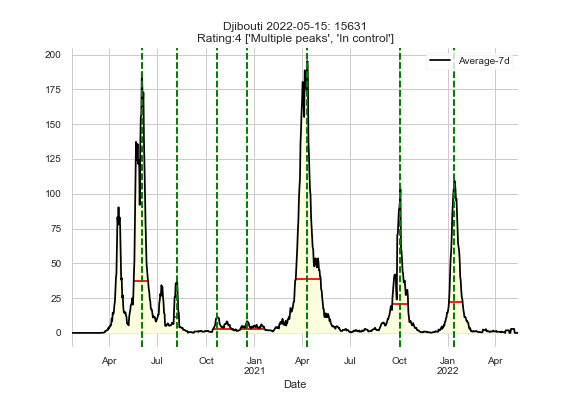 Djibouti 2022-05-15: 15631
Rating:4 ['Multiple peaks', 'In control']
Average-7d
200
175
150
125
100
75
50
25
0
Apr Jul Oct Jan Apr Jul Oct Jan Apr
2021 2022
Date